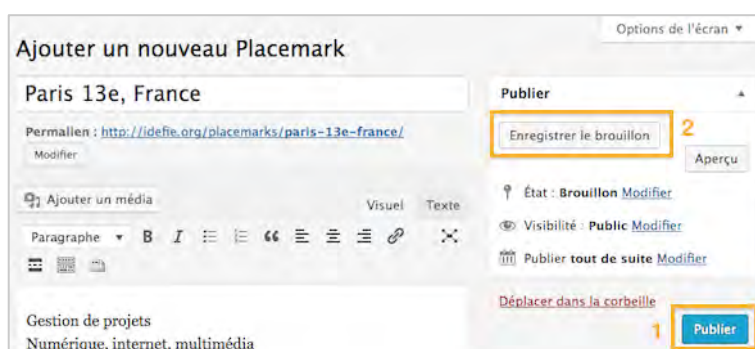 Options de l'écran
Ajouter un nouveau Placemark
Paris 13e, France
Permalien : http://idefie.org/placemarks/paris-13e-france/
Modifier
Ajouter un média
Visuel Texte
Paragraphe B I
Gestion de projets
Numérique, internet, multimédia
Publier
Enregistrer le brouillon 2
Aperçu
État : Brouillon Modifier
Visibilité : Public Modifier
Publier tout de suite Modifier
Déplacer dans la corbeille
1 Publier